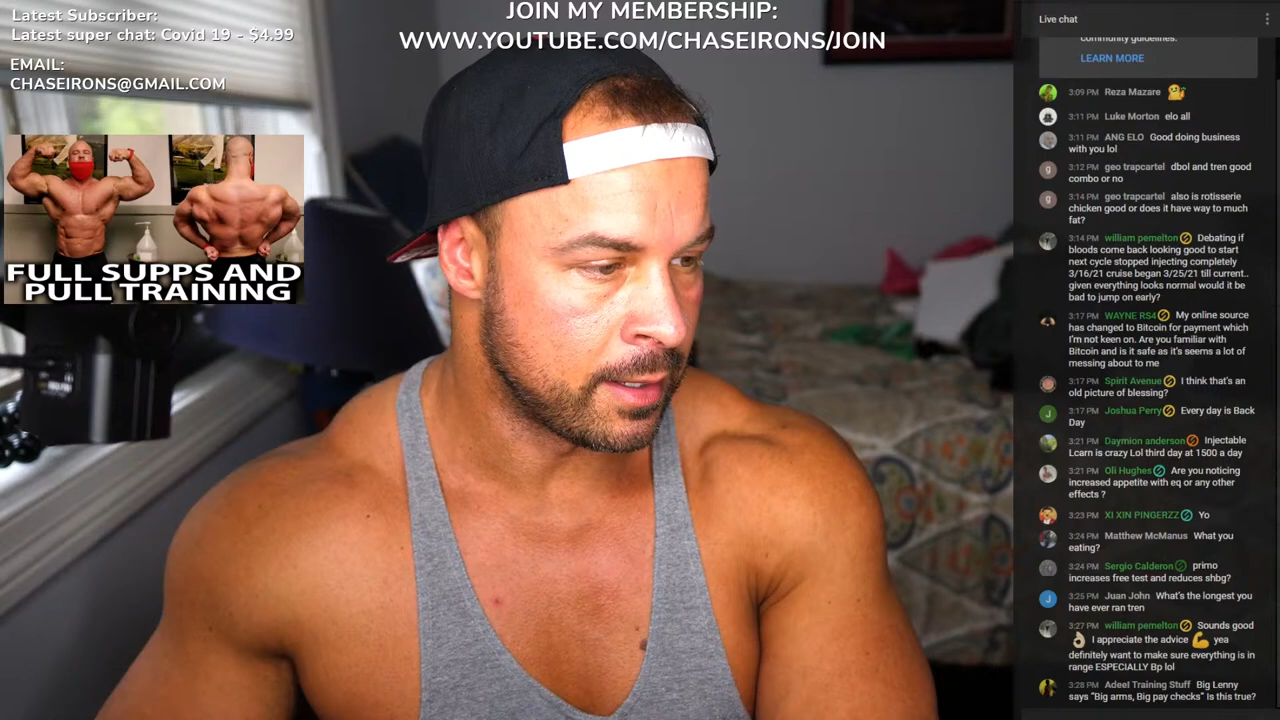 Latest Subscriber:
Latest super chat: Covid 19 - $4.99
EMAIL:
CHASEIRONS@GMAIL.COM
JOIN MY MEMBERSHIP:
WWW.YOUTUBE.COM/CHASEIRONS/JOIN
FULL SUPPS AND
PULL TRAINING
Live chat
community guidelines.
LEARN MORE
3:09 PM Reza Mazare
3:11 PM Luke Morton elo all
3:11 PM ANG ELO Good doing business
with you lol
3:12 PM geo trapcartel dbol and tren good
combo or no
3:14 PM geo trapcartel also is rotisserie
chicken good or does it have way to much
fat?
3:14 PM william pemelton Debating if
bloods come back looking good to start
next cycle stopped injecting completely
3/16/21 cruise began 3/25/21 till current..
given everything looks normal would it be
bad to jump on early?
3:17 PM WAYNE RS4 My online source
has changed to Bitcoin for payment which
I'm not keen on. Are you familiar with
Bitcoin and is it safe as it's seems a lot of
messing about to me
3:17 PM Spirit Avenue I think that's an
old picture of blessing?
3:17 PM Joshua Perry Every day is Back
Day
3:21 PM Daymion anderson Injectable
Lcarn is crazy Lol third day at 1500 a day
3:21 PM Oli Hughes Are you noticing
increased appetite with eq or any other
effects ?
3:23 PM XI XIN PINGERZZ Yo
3:24 PM Matthew McManus What you
eating?
3:24 PM Sergio Calderon primo
increases free test and reduces shbg?
3:25 PM Juan John What's the longest you
have ever ran tren
3:27 PM william pemelton Sounds good
👌 I appreciate the advice 💪 yea
definitely want to make sure everything is in
range ESPECIALLY Bp lol
3:28 PM Adeel Training Stuff Big Lenny
says "Big arms, Big pay checks" Is this true?